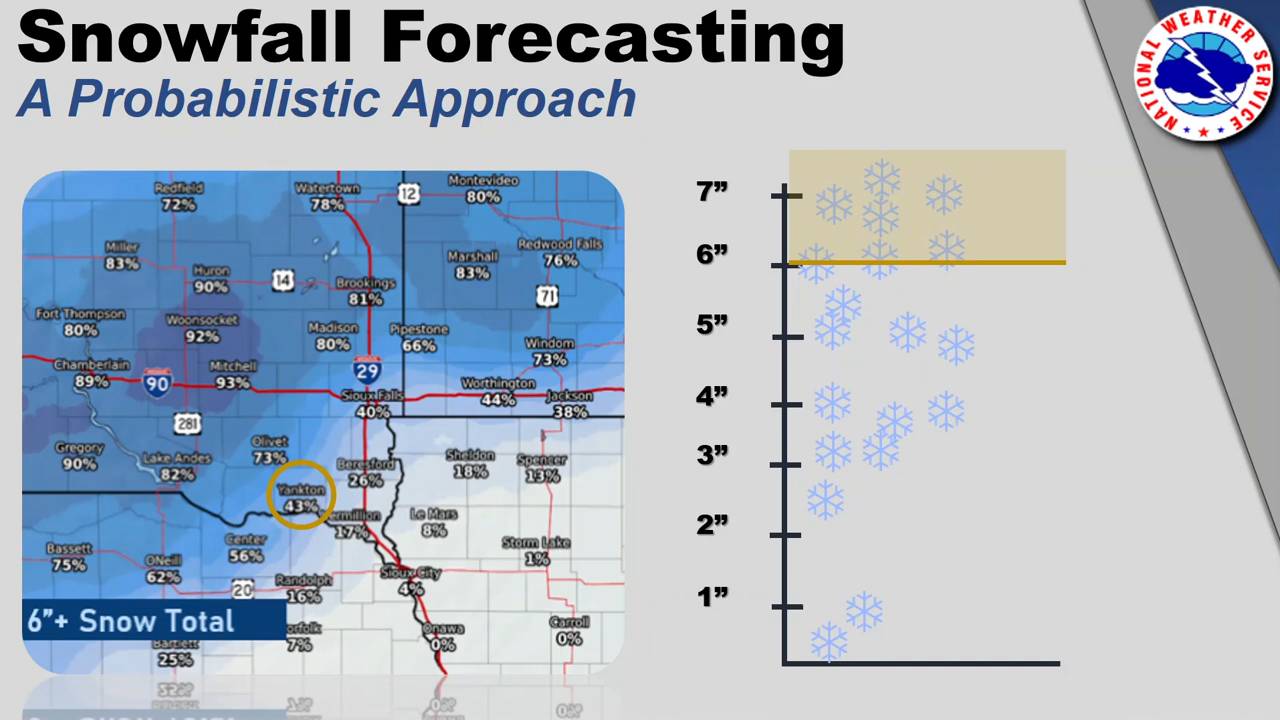 Snowfall Forecasting
A Probabilistic Approach
NATIONAL WEATHER SERVICE
Redfield
72%
Watertown
78%
12
Montevideo
80%
Miller
83%
Huron
90%
14
Brookings
81%
Marshall
83%
Redwood Falls
76%
71
Fort Thompson
80%
Woonsocket
92%
Madison
80%
Pipestone
66%
Windom
73%
Chamberlain
89%
90
Mitchell
93%
29
Sioux Falls
40%
Worthington
44%
Jackson
38%
281
Gregory
90%
Lake Andes
82%
Olivet
73%
Yankton
43%
Beresford
26%
Sheldon
18%
Spencer
13%
ermillion
17%
Le Mars
8%
Bassett
75%
ONeill
62%
Center
56%
20
Randolph
16%
Sioux City
4%
Storm Lake
1%
6”+ Snow Total
Bartlett
25%
orfolk
7%
Onawa
0%
Carroll
0%
7”
6”
5”
4”
3”
2”
1”